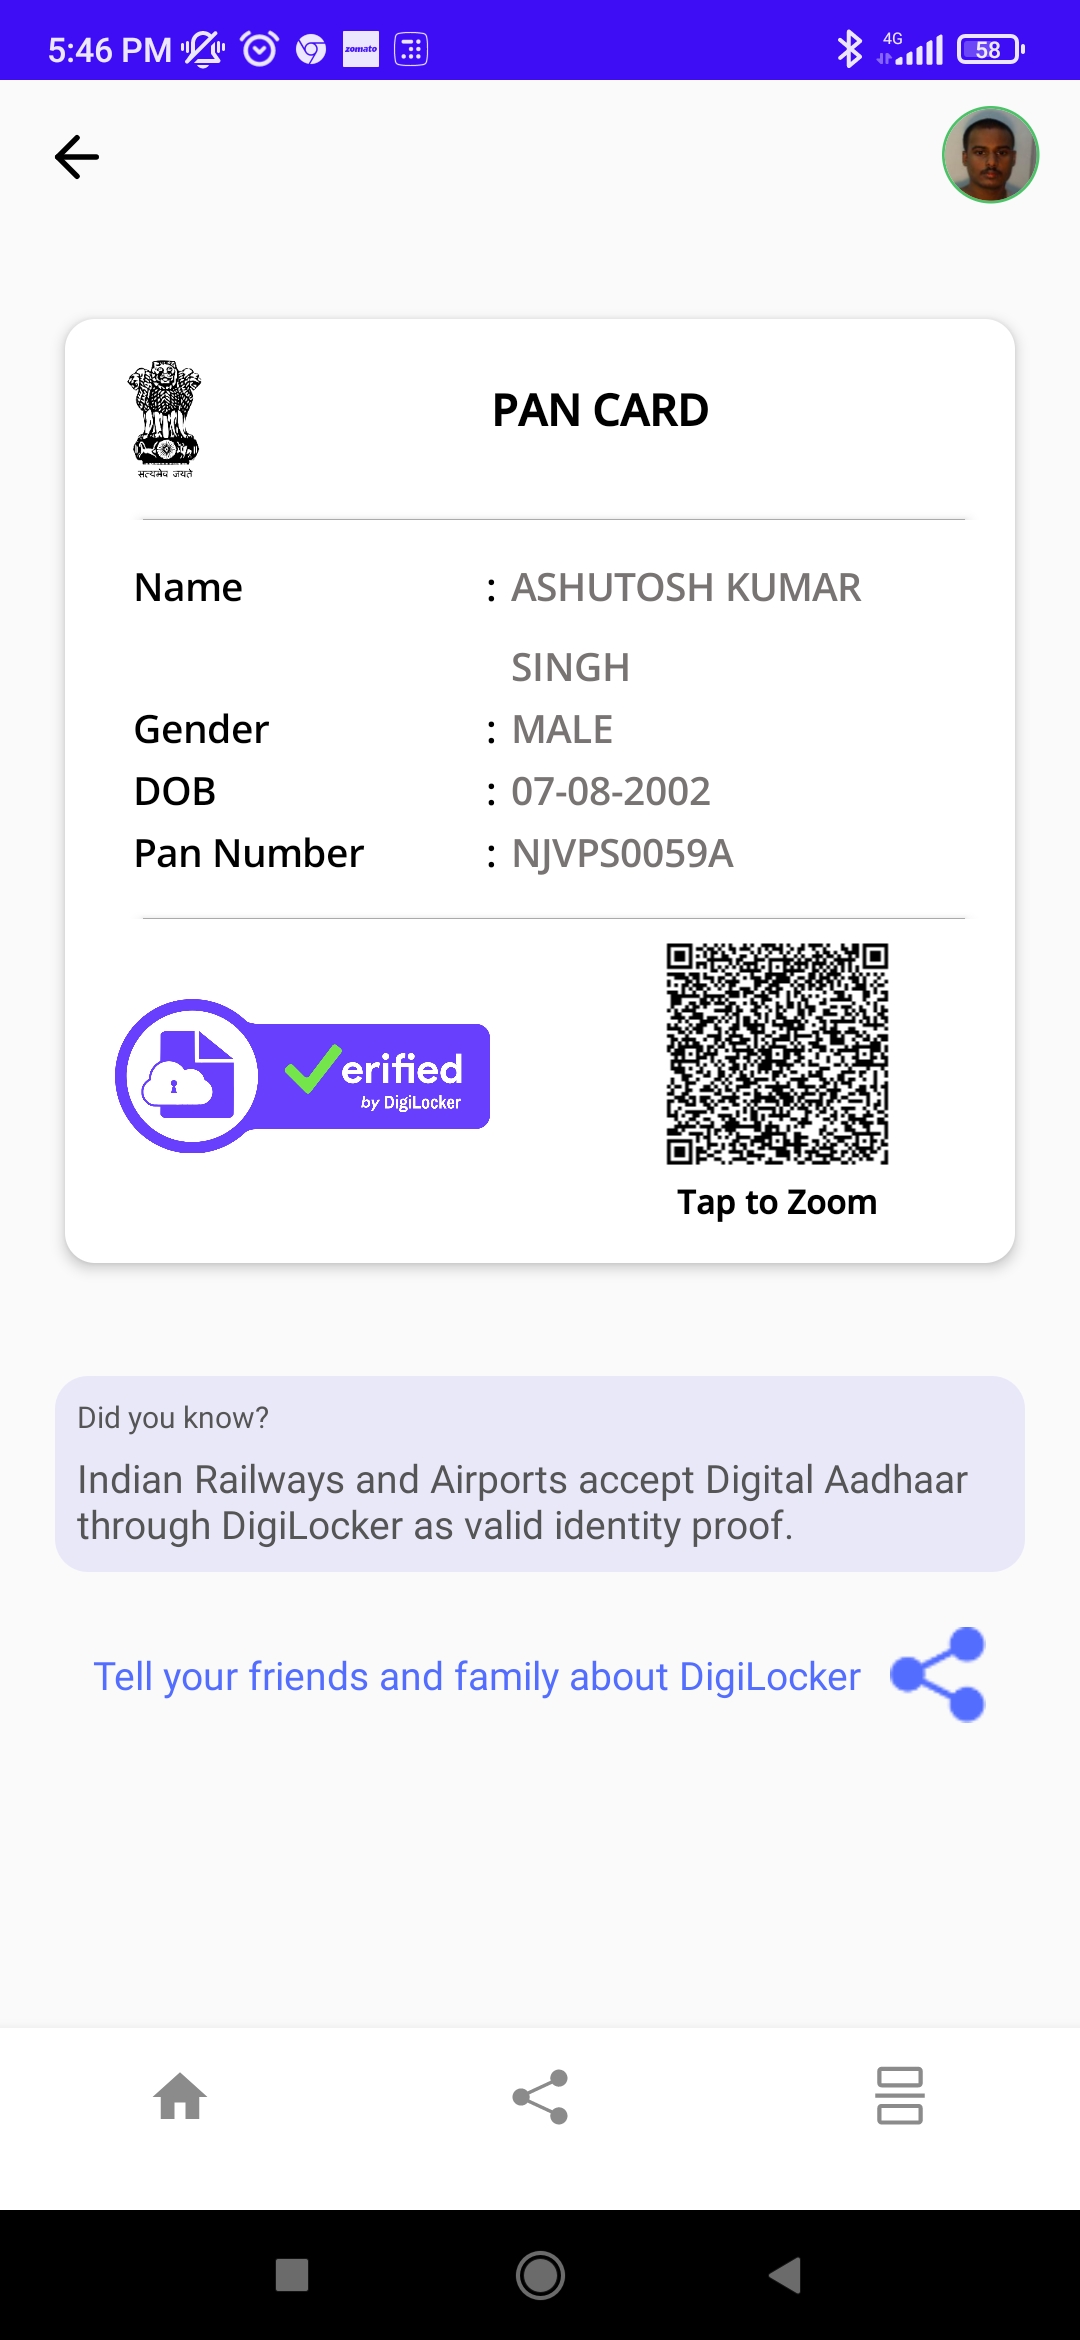 5:46 PM zomato 4G 58
सत्यमेव जयते
PAN CARD
Name : ASHUTOSH KUMAR
SINGH
Gender : MALE
DOB : 07-08-2002
Pan Number : NJVPS0059A
erified
by DigiLocker
Tap to Zoom
Did you know?
Indian Railways and Airports accept Digital Aadhaar
through DigiLocker as valid identity proof.
Tell your friends and family about DigiLocker